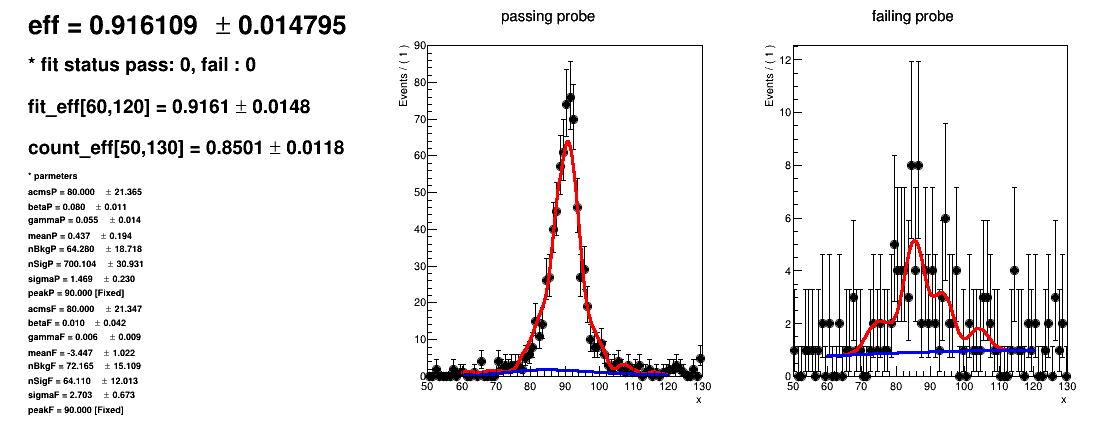 eff = 0.916109 ± 0.014795
* fit status pass: 0, fail : 0
fit_eff[60,120] = 0.9161 ± 0.0148
count_eff[50,130] = 0.8501 ± 0.0118
* parmeters
acmsP = 80.000 ± 21.365
betaP = 0.080 ± 0.011
gammaP = 0.055 ± 0.014
meanP = 0.437 ± 0.194
nBkgP = 64.280 ± 18.718
nSigP = 700.104 ± 30.931
sigmaP = 1.469 ± 0.230
peakP = 90.000 [Fixed]
acmsF = 80.000 ± 21.347
betaF = 0.010 ± 0.042
gammaF = 0.006 ± 0.009
meanF = -3.447 ± 1.022
nBkgF = 72.165 ± 15.109
nSigF = 64.110 ± 12.013
sigmaF = 2.703 ± 0.673
peakF = 90.000 [Fixed]
passing probe
Events / ( 1 )
90
80
70
60
50
40
30
20
10
0
50 60 70 80 90 100 110 120 130
x
failing probe
Events / ( 1 )
12
10
8
6
4
2
0
50 60 70 80 90 100 110 120 130
x